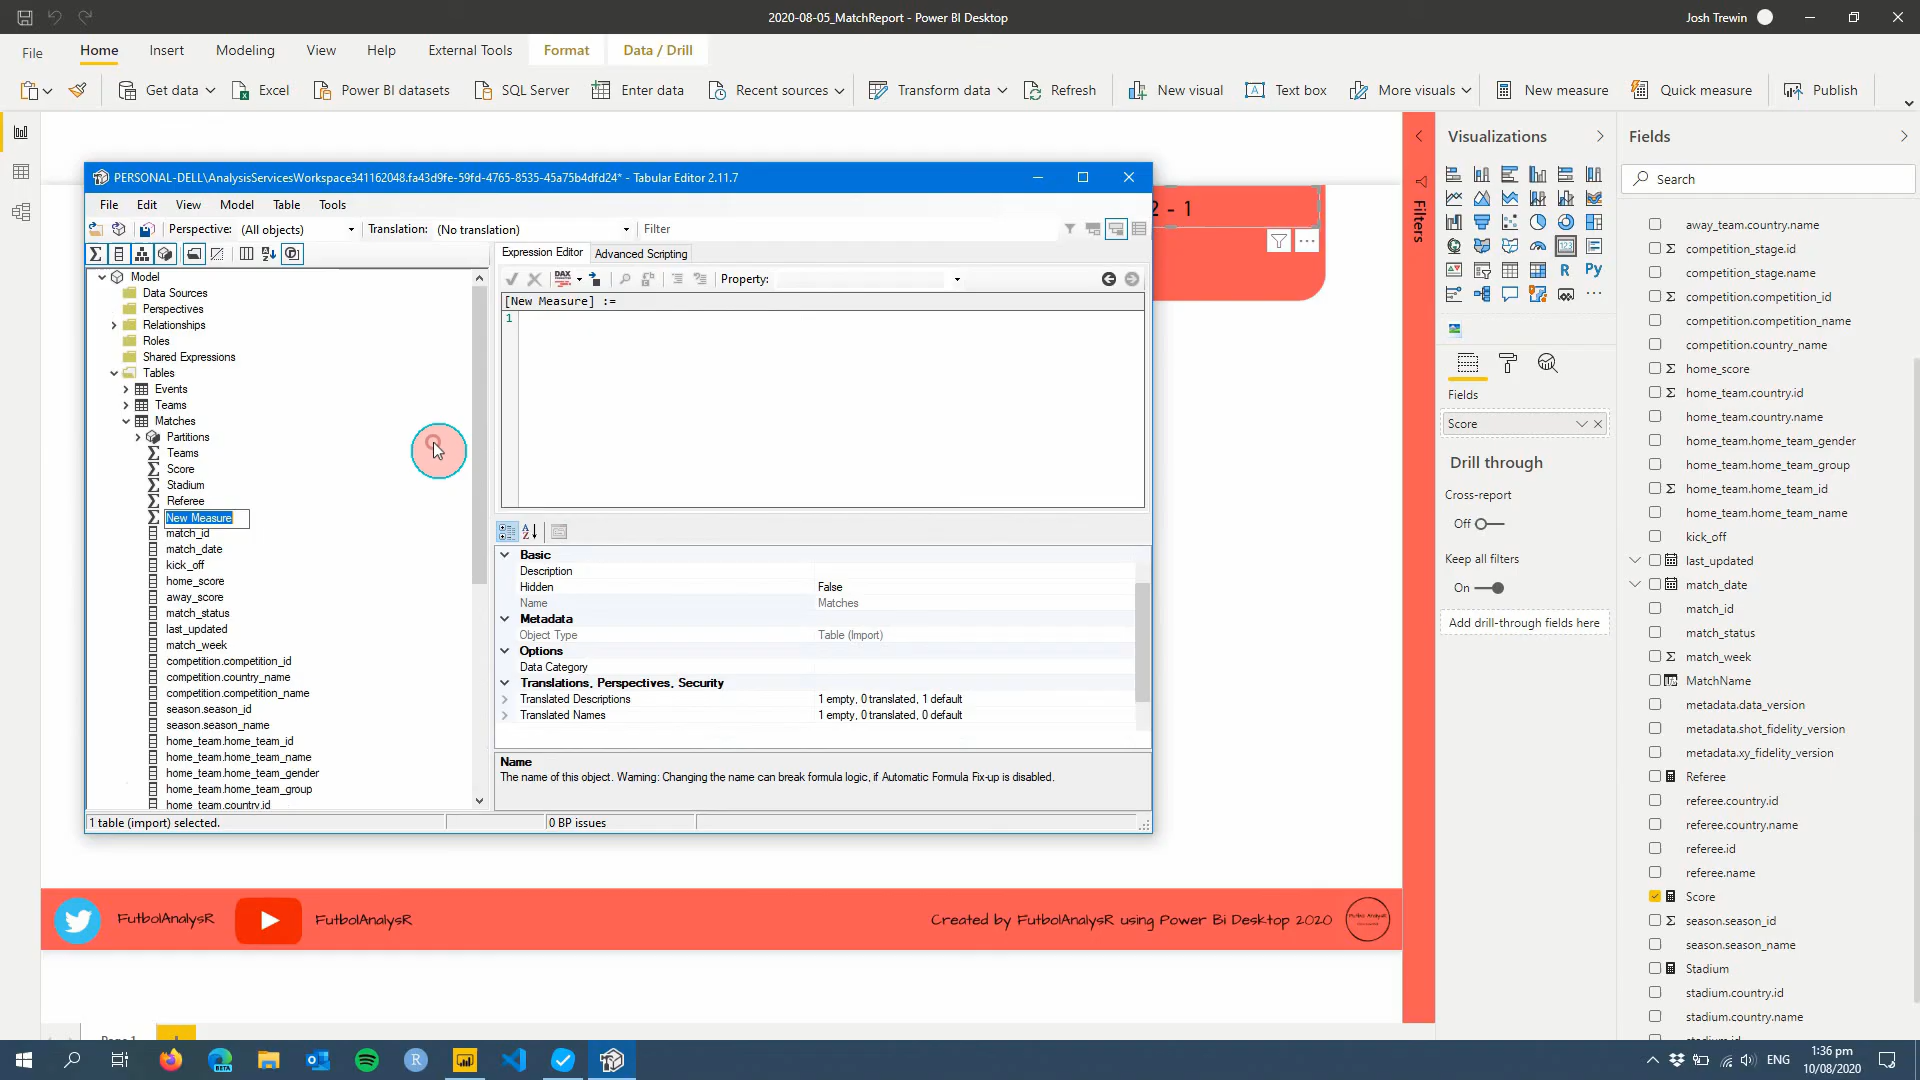 2020-08-05_MatchReport - Power BI Desktop
Josh Trewin
File
Home
Insert
Modeling
View
Help
External Tools
Format
Data / Drill
Get data
Excel
Power BI datasets
SQL Server
Enter data
Recent sources
Transform data
Refresh
New visual
Text box
More visuals
New measure
Quick measure
Publish
PERSONAL-DELL\AnalysisServicesWorkspace341162048.fa43d9fe-59fd-4765-8535-45a75b4dfd24* - Tabular Editor 2.11.7
File
Edit
View
Model
Table
Tools
Perspective:
(All objects)
Translation:
(No translation)
Filter
Model
Data Sources
Perspectives
Relationships
Roles
Shared Expressions
Tables
Events
Teams
Matches
Partitions
Teams
Score
Stadium
Referee
New Measure
match_id
match_date
kick_off
home_score
away_score
match_status
last_updated
match_week
competition.competition_id
competition.country_name
competition.competition_name
season.season_id
season.season_name
home_team.home_team_id
home_team.home_team_name
home_team.home_team_gender
home_team.home_team_group
home_team.country.id
Expression Editor
Advanced Scripting
DAX
Property:
[New Measure] :=
1
Basic
Description
Hidden
False
Name
Matches
Metadata
Object Type
Table (Import)
Options
Data Category
Translations, Perspectives, Security
Translated Descriptions
1 empty, 0 translated, 1 default
Translated Names
1 empty, 0 translated, 0 default
Name
The name of this object. Warning: Changing the name can break formula logic, if Automatic Formula Fix-up is disabled.
1 table (import) selected.
0 BP issues
2 - 1
Filters
Visualizations
R
Py
123
Fields
Score
Drill through
Cross-report
Off
Keep all filters
On
Add drill-through fields here
Fields
Search
away_team.country.name
competition_stage.id
competition_stage.name
competition.competition_id
competition.competition_name
competition.country_name
home_score
home_team.country.id
home_team.country.name
home_team.home_team_gender
home_team.home_team_group
home_team.home_team_id
home_team.home_team_name
kick_off
last_updated
match_date
match_id
match_status
match_week
MatchName
metadata.data_version
metadata.shot_fidelity_version
metadata.xy_fidelity_version
Referee
referee.country.id
referee.country.name
referee.id
referee.name
Score
season.season_id
season.season_name
Stadium
stadium.country.id
stadium.country.name
FutbolAnalysR
FutbolAnalysR
Created by FutbolAnalysR using Power Bi Desktop 2020
Page 1
ENG
1:36 pm
10/08/2020